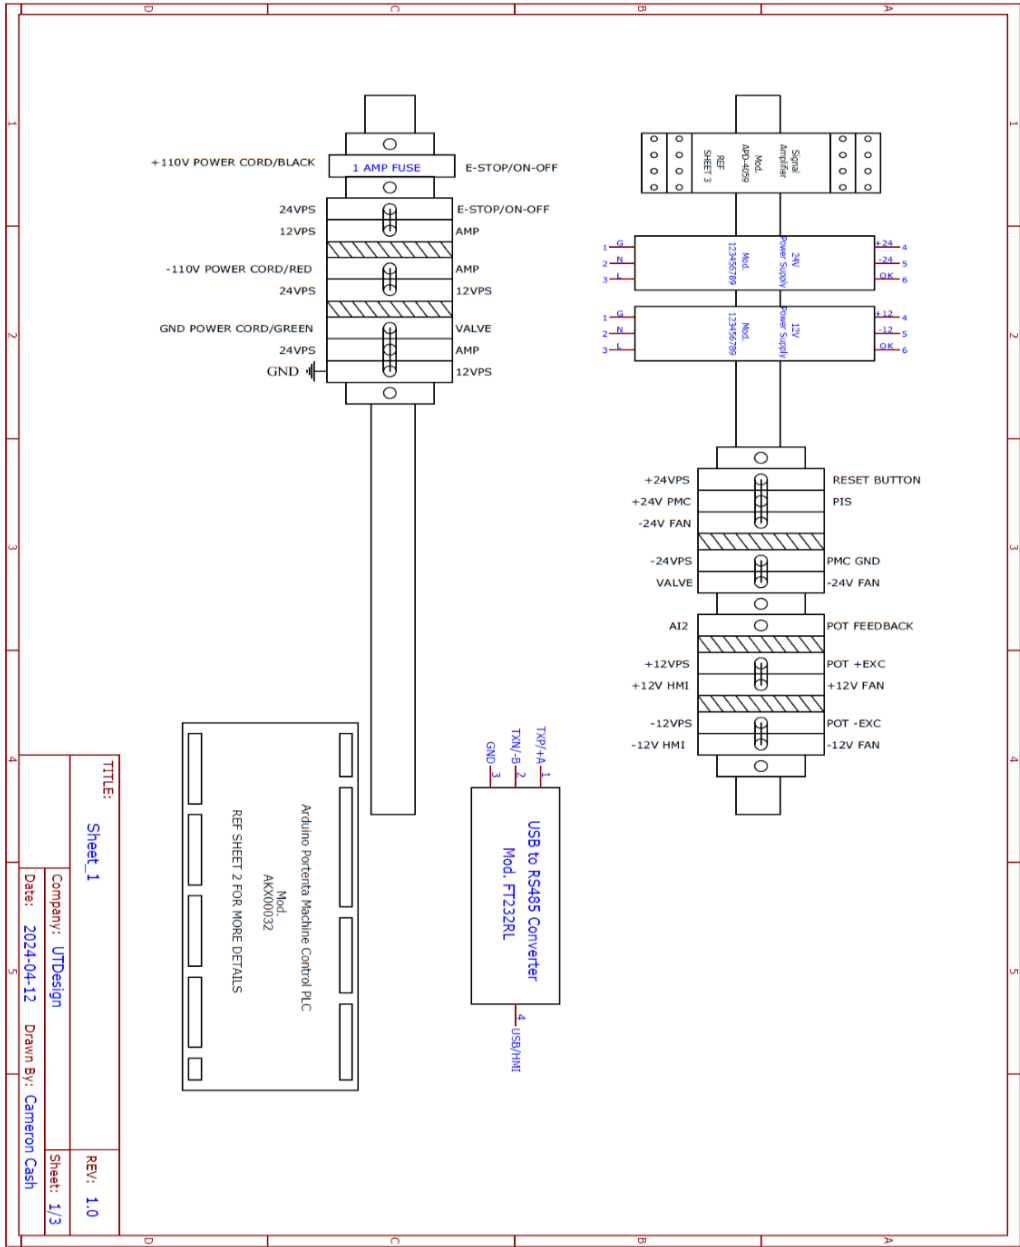 D
C
B
A
1
2
3
4
5
1
2
3
4
5
D
C
B
A
+110V POWER CORD/BLACK
1 AMP FUSE
E-STOP/ON-OFF
24VPS
E-STOP/ON-OFF
12VPS
AMP
-110V POWER CORD/RED
AMP
24VPS
12VPS
GND POWER CORD/GREEN
VALVE
24VPS
AMP
GND
12VPS
Signal
Amplifier
Mod.
APD-4059
REF
SHEET 3
1 G
2 N
3 L
24V
Power Supply
Mod.
123456789
+24 4
-24 5
OK 6
1 G
2 N
3 L
12V
Power Supply
Mod.
123456789
+12 4
-12 5
OK 6
+24VPS
RESET BUTTON
+24V PMC
PIS
-24V FAN
-24VPS
PMC GND
VALVE
-24V FAN
AI2
POT FEEDBACK
+12VPS
POT +EXC
+12V HMI
+12V FAN
-12VPS
POT -EXC
-12V HMI
-12V FAN
TXP/+A 1
TXN/-B 2
GND 3
USB to RS485 Converter
Mod. FT232RL
4 USB/HMI
Arduino Portenta Machine Control PLC
Mod.
AKX00032
REF SHEET 2 FOR MORE DETAILS
TITLE:
Sheet_1
REV: 1.0
Company: UTDesign
Sheet: 1/3
Date: 2024-04-12 Drawn By: Cameron Cash